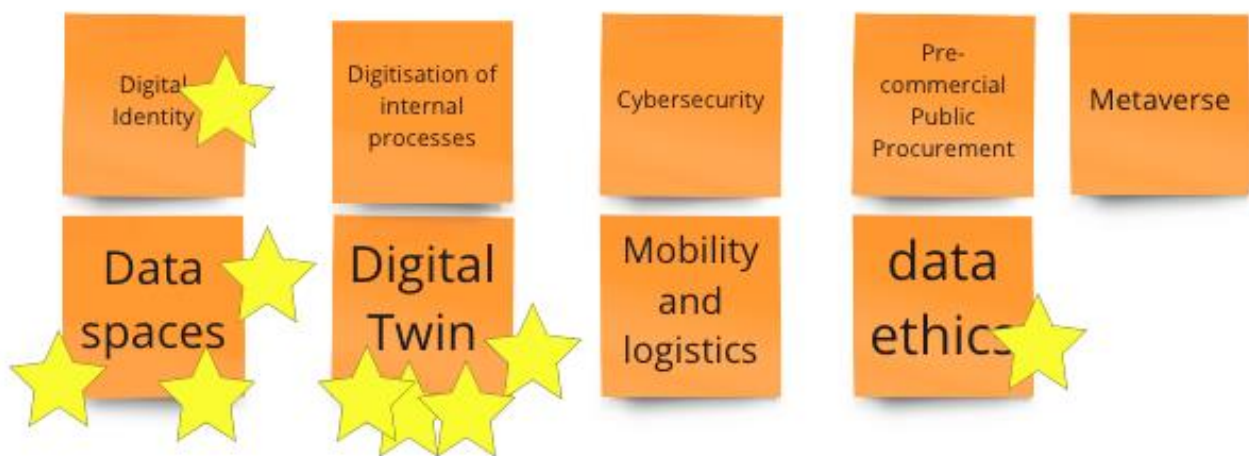 Digital
Identity
Digitisation of
internal
processes
Cybersecurity
Pre-
commercial
Public
Procurement
Metaverse
Data
spaces
Digital
Twin
Mobility
and
logistics
data
ethics